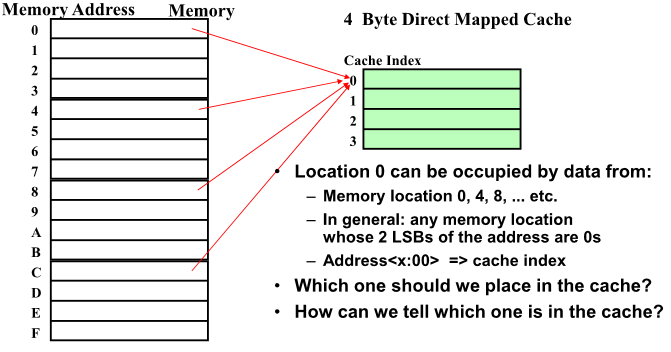 Memory Address
Memory
0
1
2
3
4
5
6
7
8
9
A
B
C
D
E
F
4 Byte Direct Mapped Cache
Cache Index
0
1
2
3
• Location 0 can be occupied by data from:
– Memory location 0, 4, 8, ... etc.
– In general: any memory location
whose 2 LSBs of the address are 0s
– Address<x:00> => cache index
• Which one should we place in the cache?
• How can we tell which one is in the cache?